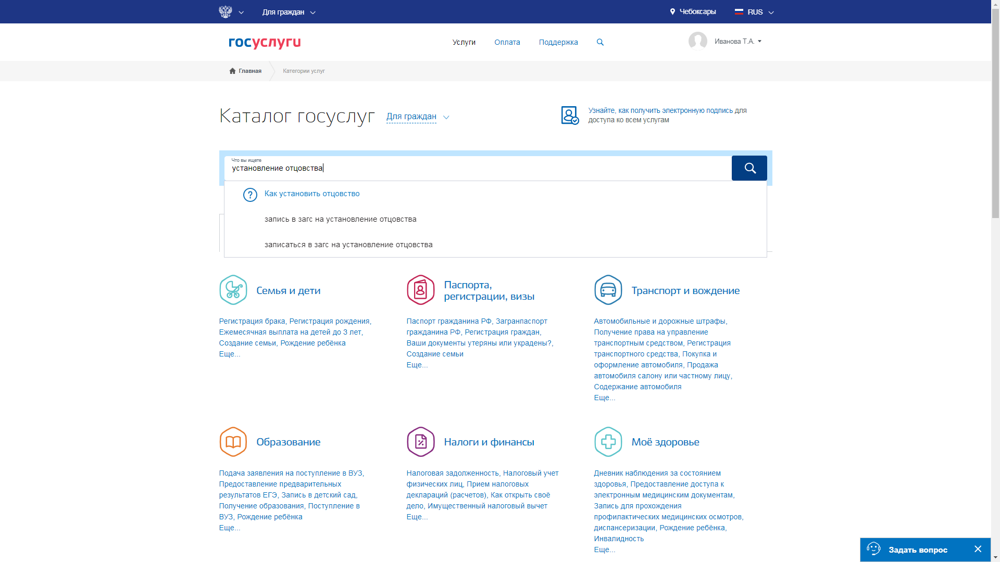 Для граждан
Чебоксары
RUS
госуслуги
Услуги
Оплата
Поддержка
Иванова Т.А.
Главная
Категории услуг
Каталог госуслуг
Для граждан
Узнайте, как получить электронную подпись для
доступа ко всем услугам
Что вы ищете
установление отцовства
Как установить отцовство
запись в загс на установление отцовства
записаться в загс на установление отцовства
Семья и дети
Регистрация брака, Регистрация рождения,
Ежемесячная выплата на детей до 3 лет,
Создание семьи, Рождение ребёнка
Еще...
Паспорта,
регистрации, визы
Паспорт гражданина РФ, Загранпаспорт
гражданина РФ, Регистрация граждан,
Ваши документы утеряны или украдены?,
Создание семьи
Еще...
Транспорт и вождение
Автомобильные и дорожные штрафы,
Получение права на управление
транспортным средством, Регистрация
транспортного средства, Покупка и
оформление автомобиля, Продажа
автомобиля салону или частному лицу,
Содержание автомобиля
Еще...
Образование
Подача заявления на поступление в ВУЗ,
Предоставление предварительных
результатов ЕГЭ, Запись в детский сад,
Получение образования, Поступление в
ВУЗ, Рождение ребёнка
Еще...
Налоги и финансы
Налоговая задолженность, Налоговый учет
физических лиц, Прием налоговых
деклараций (расчетов), Как открыть своё
дело, Имущественный налоговый вычет
Еще...
Моё здоровье
Дневник наблюдения за состоянием
здоровья, Предоставление доступа к
электронным медицинским документам,
Запись для прохождения
профилактических медицинских осмотров,
диспансеризации, Рождение ребёнка,
Инвалидность
Еще...
Задать вопрос